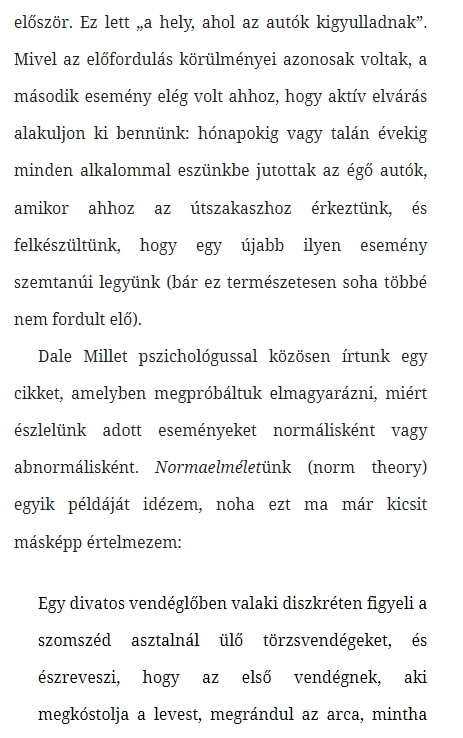 először. Ez lett „a hely, ahol az autók kigyulladnak”.
Mivel az előfordulás körülményei azonosak voltak, a
második esemény elég volt ahhoz, hogy aktív elvárás
alakuljon ki bennünk: hónapokig vagy talán évekig
minden alkalommal eszünkbe jutottak az égő autók,
amikor ahhoz az útszakaszhoz érkeztünk, és
felkészültünk, hogy egy újabb ilyen esemény
szemtanúi legyünk (bár ez természetesen soha többé
nem fordult elő).
Dale Millet pszichológussal közösen írtunk egy
cikket, amelyben megpróbáltuk elmagyarázni, miért
észlelünk adott eseményeket normálisként vagy
abnormálisként. Normaelméletünk (norm theory)
egyik példáját idézem, noha ezt ma már kicsit
másképp értelmezem:
Egy divatos vendéglőben valaki diszkréten figyeli a
szomszéd asztalnál ülő törzsvendégeket, és
észreveszi, hogy az első vendégnek, aki
megkóstolja a levest, megrándul az arca, mintha